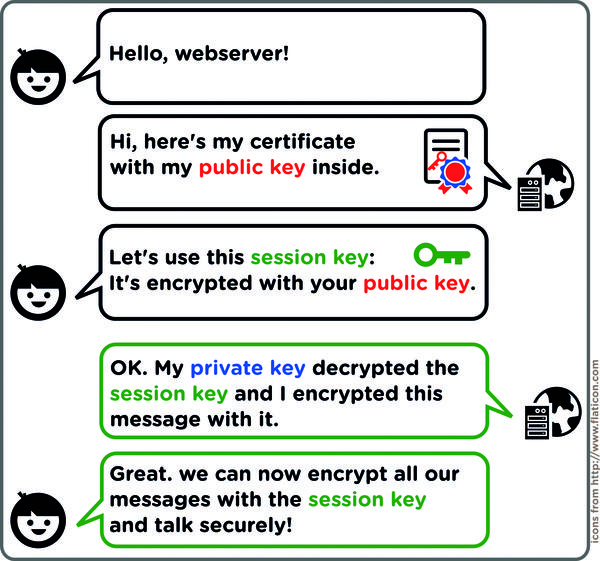 Hello, webserver!
Hi, here's my certificate
with my public key inside.
Let's use this session key:
It's encrypted with your public key.
OK. My private key decrypted the
session key and I encrypted this
message with it.
Great. we can now encrypt all our
messages with the session key
and talk securely!
icons from http://www.flaticon.com